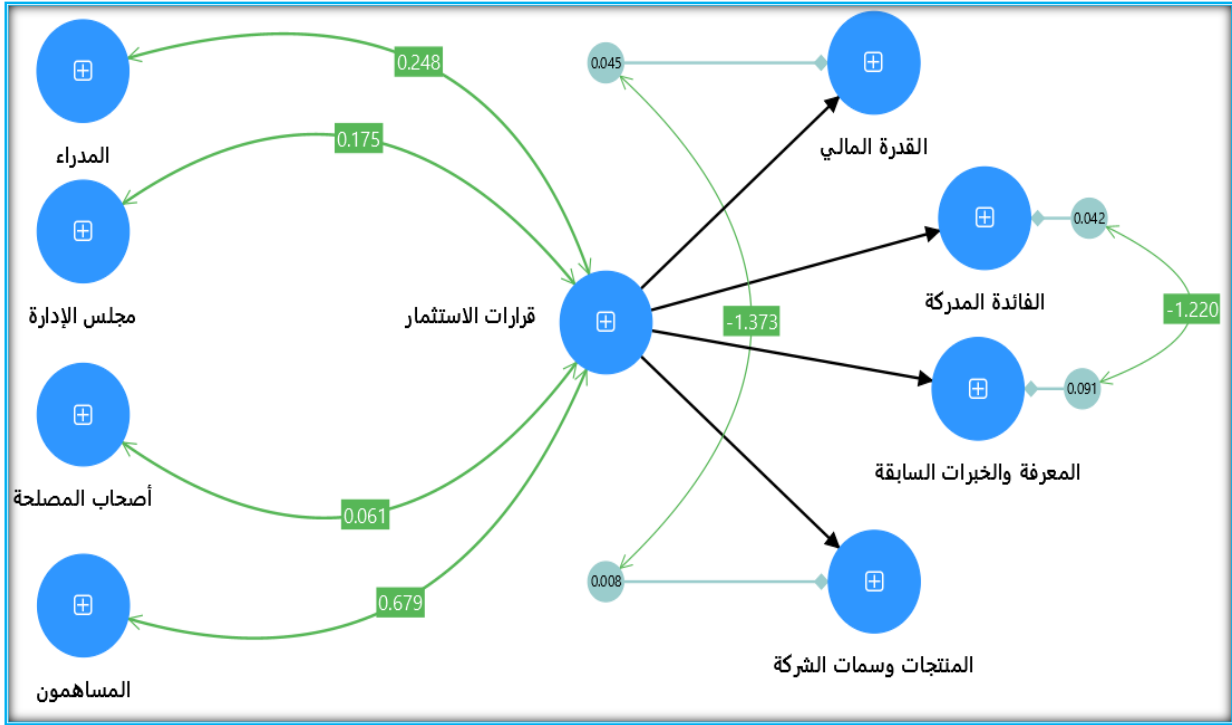 المدراء
مجلس الإدارة
أصحاب المصلحة
المساهمون
0.248
0.175
0.061
0.679
قرارات الاستثمار
0.045
-1.373
0.008
القدرة المالي
الفائدة المدركة
0.042
-1.220
0.091
المعرفة والخبرات السابقة
المنتجات وسمات الشركة